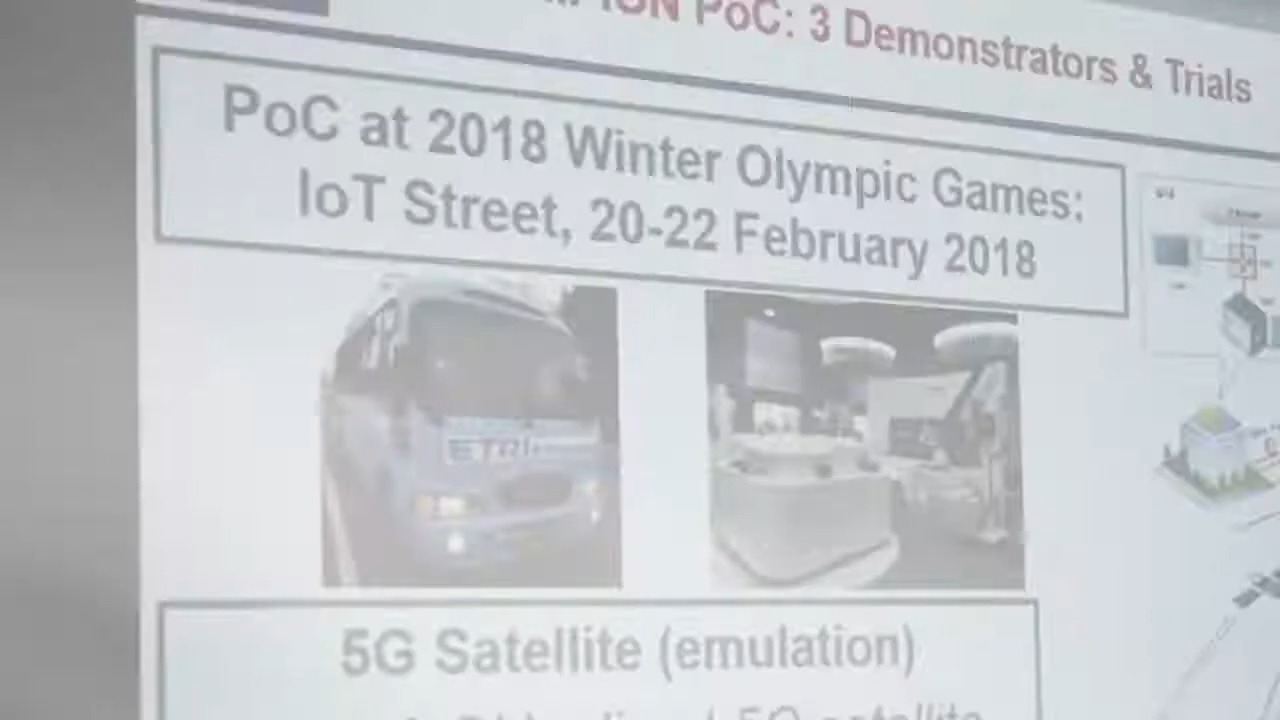 PoC: 3 Demonstrators & Trials
PoC at 2018 Winter Olympic Games:
IoT Street, 20-22 February 2018
ETRI
5G Satellite (emulation)